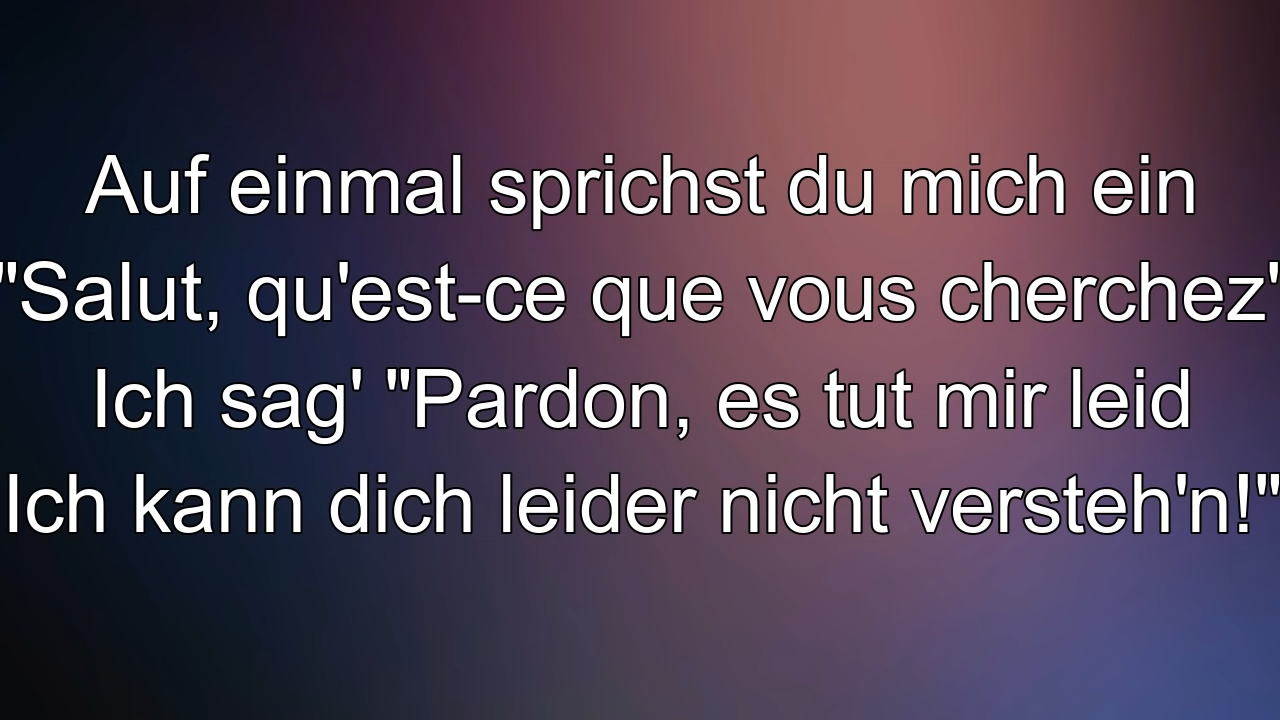 Auf einmal sprichst du mich ein
"Salut, qu'est-ce que vous cherchez'
Ich sag' "Pardon, es tut mir leid
Ich kann dich leider nicht versteh'n!"